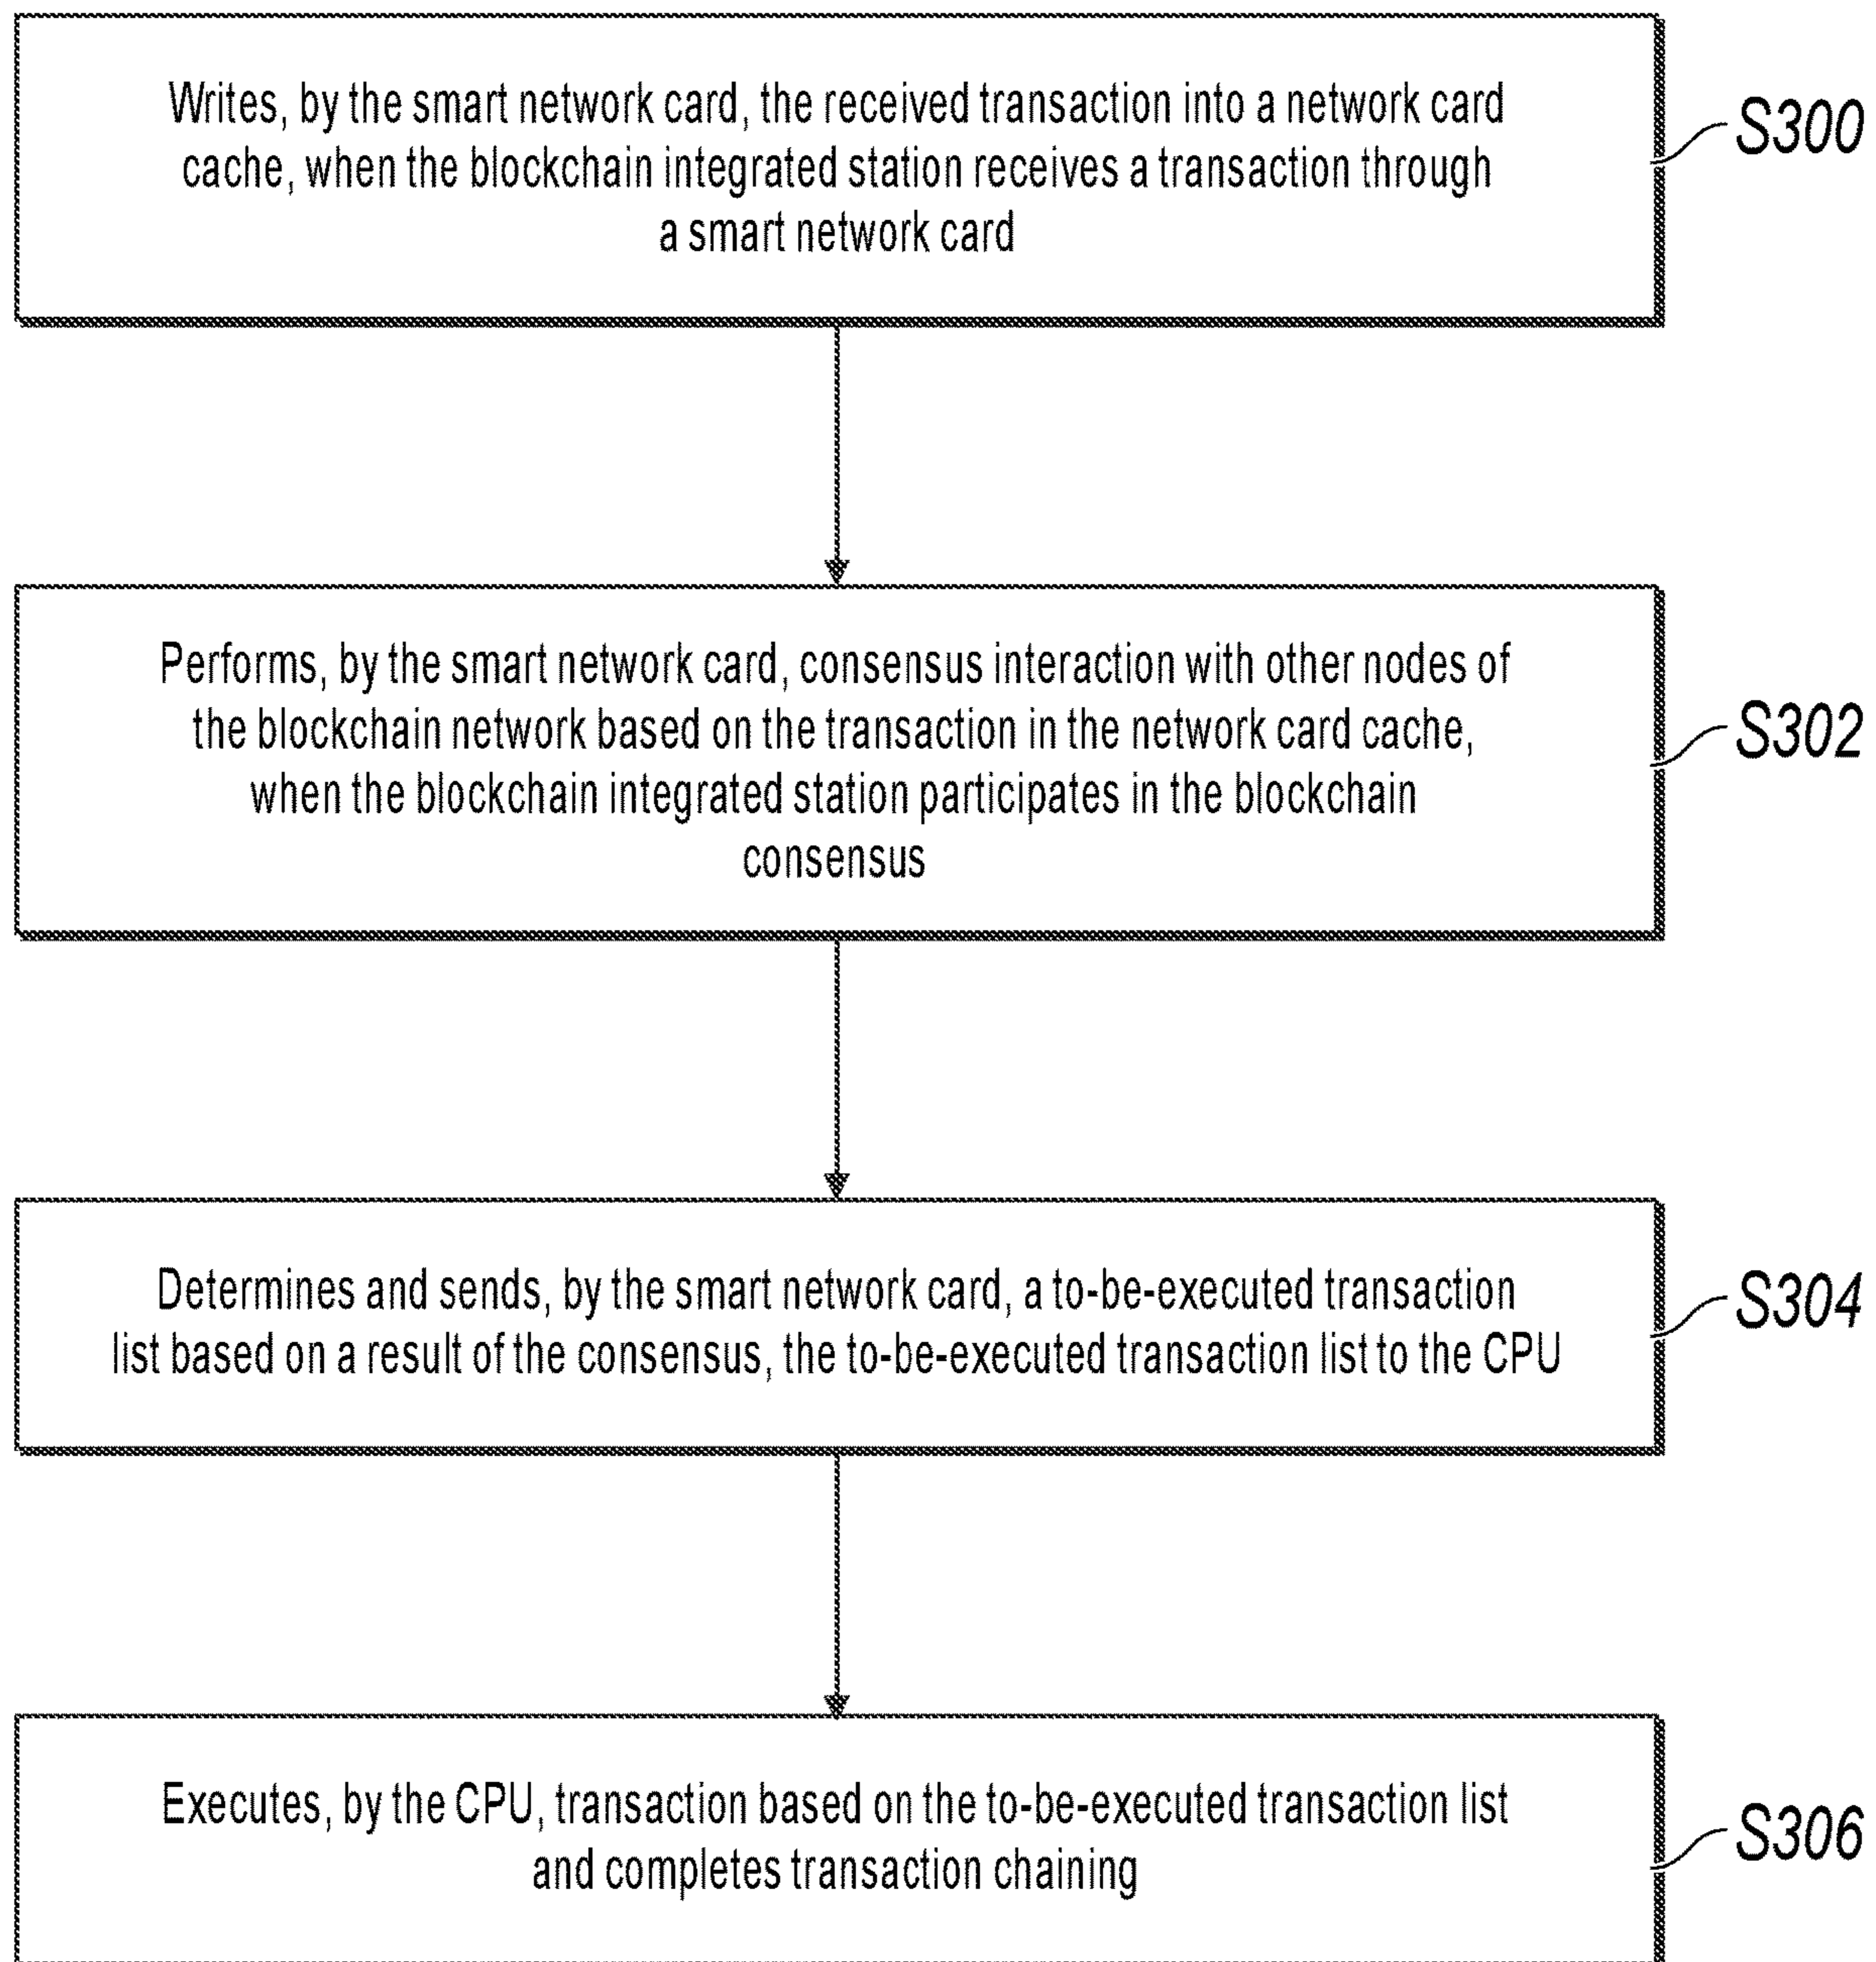 Writes, by the smart network card, the received transaction into a network card
cache, when the blockchain integrated station receives a transaction through
a smart network card
S300
Performs, by the smart network card, consensus interaction with other nodes of
the blockchain network based on the transaction in the network card cache,
when the blockchain integrated station participates in the blockchain
consensus
S302
Determines and sends, by the smart network card, a to-be-executed transaction
list based on a result of the consensus, the to-be-executed transaction list to the CPU
S304
Executes, by the CPU, transaction based on the to-be-executed transaction list
and completes transaction chaining
S306